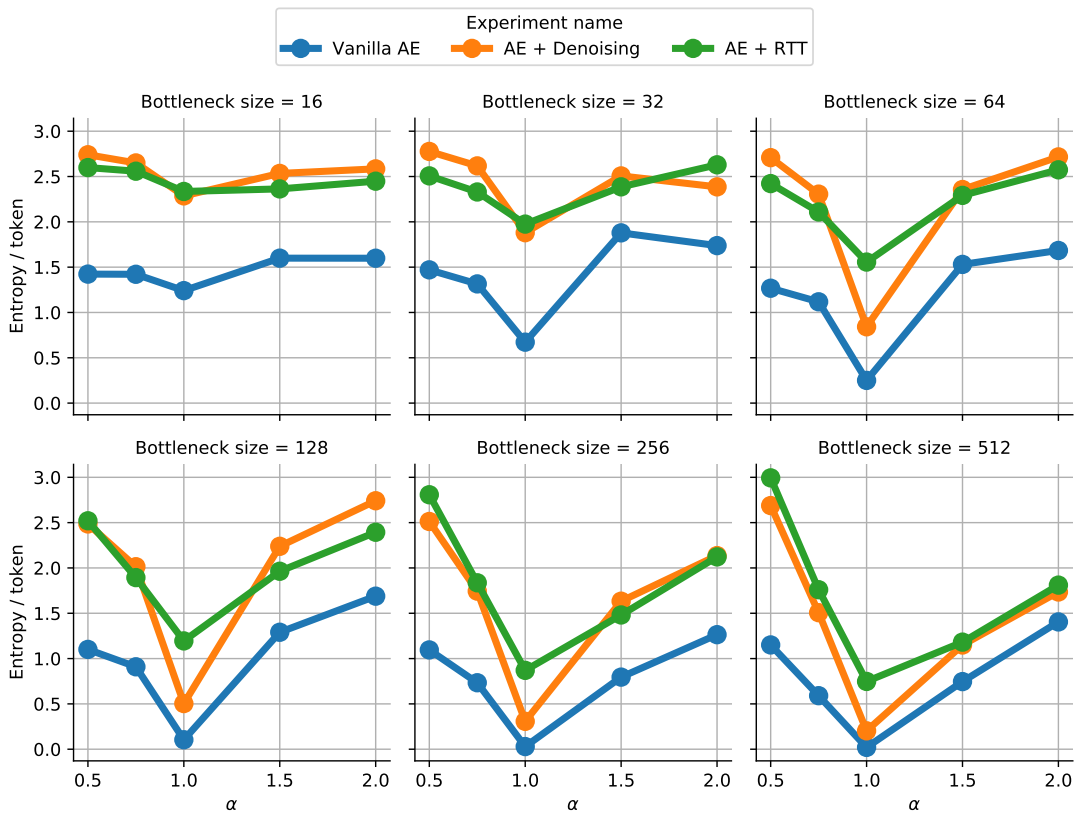 Experiment name
Vanilla AE AE + Denoising AE + RTT
Bottleneck size = 16 Bottleneck size = 32 Bottleneck size = 64
3.0
2.5
2.0
1.5
1.0
0.5
0.0
Entropy / token
Bottleneck size = 128 Bottleneck size = 256 Bottleneck size = 512
3.0
2.5
2.0
1.5
1.0
0.5
0.0
Entropy / token
0.5 1.0 1.5 2.0 0.5 1.0 1.5 2.0 0.5 1.0 1.5 2.0
α α α